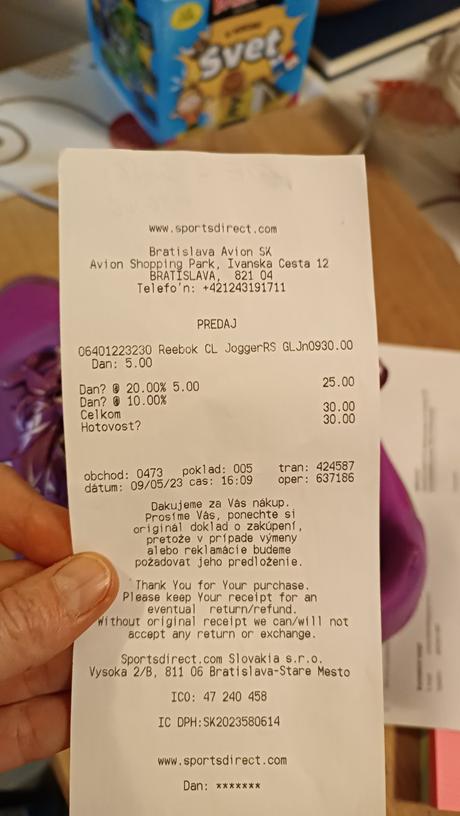 Svet
www.sportsdirect.com
Bratislava Avion SK
Avion Shopping Park, Ivanska Cesta 12
BRATISLAVA, 821 04
Telefo'n: +421243191711
PREDAJ
06401223230 Reebok CL JoggerRS GLJn0930.00
Dan: 5.00
Dan? @ 20.00% 5.00 25.00
Dan? @ 10.00%
Celkom 30.00
Hotovost? 30.00
obchod: 0473 poklad: 005 tran: 424587
dátum: 09/05/23 cas: 16:09 oper: 637186
Dakujeme za Vás nákup.
Prosíme Vás, ponechte si
originál doklad o zakúpení,
pretože v prípade výmeny
alebo reklamácie budeme
požadovat jeho predloženie.
Thank You for Your purchase.
Please keep Your receipt for an
eventual return/refund.
Without original receipt we can/will not
accept any return or exchange.
Sportsdirect.com Slovakia s.r.o.
Vysoka 2/B, 811 06 Bratislava-Stare Mesto
ICO: 47 240 458
IC DPH:SK2023580614
www.sportsdirect.com
Dan: *******